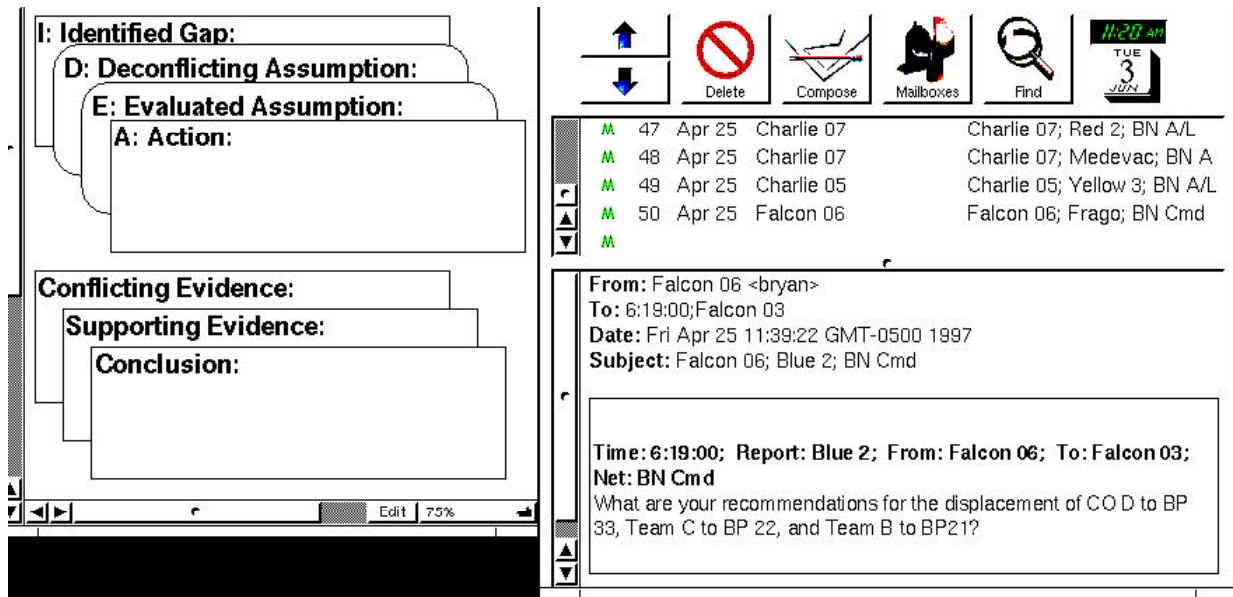 I: Identified Gap:
D: Deconflicting Assumption:
E: Evaluated Assumption:
A: Action:
Conflicting Evidence:
Supporting Evidence:
Conclusion:
Edit 75%
Delete Compose Mailboxes Find
11:20 AM
TUE
3
JUN
47 Apr 25 Charlie 07 Charlie 07; Red 2; BN A/L
48 Apr 25 Charlie 07 Charlie 07; Medevac; BN A
49 Apr 25 Charlie 05 Charlie 05; Yellow 3; BN A/L
50 Apr 25 Falcon 06 Falcon 06; Frago; BN Cmd
From: Falcon 06 <bryan>
To: 6:19:00;Falcon 03
Date: Fri Apr 25 11:39:22 GMT-0500 1997
Subject: Falcon 06; Blue 2; BN Cmd
Time: 6:19:00; Report: Blue 2; From: Falcon 06; To: Falcon 03;
Net: BN Cmd
What are your recommendations for the displacement of CO D to BP
33, Team C to BP 22, and Team B to BP21?